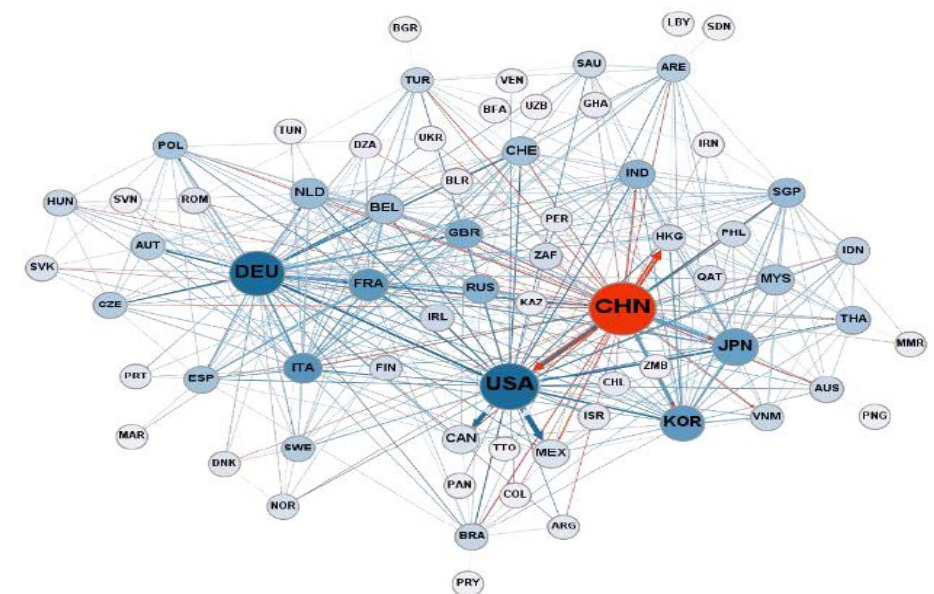 BGR
LBY
SDN
TUR
VEN
SAU
ARE
BFA
UZB
GHA
TUN
DZA
UKR
IRN
POL
CHE
BLR
IND
SGP
HUN
SVN
ROM
NLD
BEL
GBR
PER
HKG
PHL
AUT
ZAF
IDN
SVK
DEU
FRA
RUS
QAT
MYS
CZE
IRL
KAZ
CHN
THA
JPN
MMR
PRT
ESP
ITA
FIN
USA
CHL
ZMB
AUS
MAR
ISR
KOR
VNM
PNG
SWE
CAN
TTO
MEX
DNK
PAN
COL
NOR
BRA
ARG
PRY